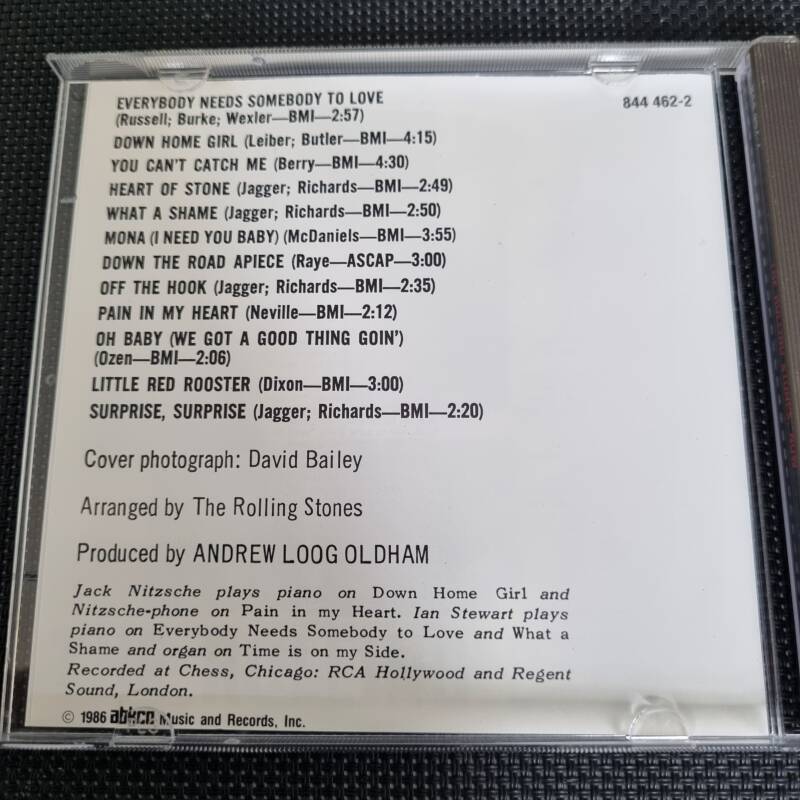 EVERYBODY NEEDS SOMEBODY TO LOVE
844 462-2
(Russell; Burke; Wexler—BMI—2:57)
DOWN HOME GIRL (Leiber; Butler—BMI—4:15)
YOU CAN'T CATCH ME (Berry—BMI—4:30)
HEART OF STONE (Jagger; Richards—BMI—2:49)
WHAT A SHAME (Jagger; Richards—BMI—2:50)
MONA (I NEED YOU BABY) (McDaniels—BMI—3:55)
DOWN THE ROAD APIECE (Raye—ASCAP—3:00)
OFF THE HOOK (Jagger; Richards—BMI—2:35)
PAIN IN MY HEART (Neville—BMI—2:12)
OH BABY (WE GOT A GOOD THING GOIN')
(Ozen—BMI—2:06)
LITTLE RED ROOSTER (Dixon—BMI—3:00)
SURPRISE, SURPRISE (Jagger; Richards—BMI—2:20)
Cover photograph: David Bailey
Arranged by The Rolling Stones
Produced by ANDREW LOOG OLDHAM
Jack Nitzsche plays piano on Down Home Girl and
Nitzsche-phone on Pain in my Heart. Ian Stewart plays
piano on Everybody Needs Somebody to Love and What a
Shame and organ on Time is on my Side.
Recorded at Chess, Chicago: RCA Hollywood and Regent
Sound, London.
© 1986 abkco Music and Records, Inc.